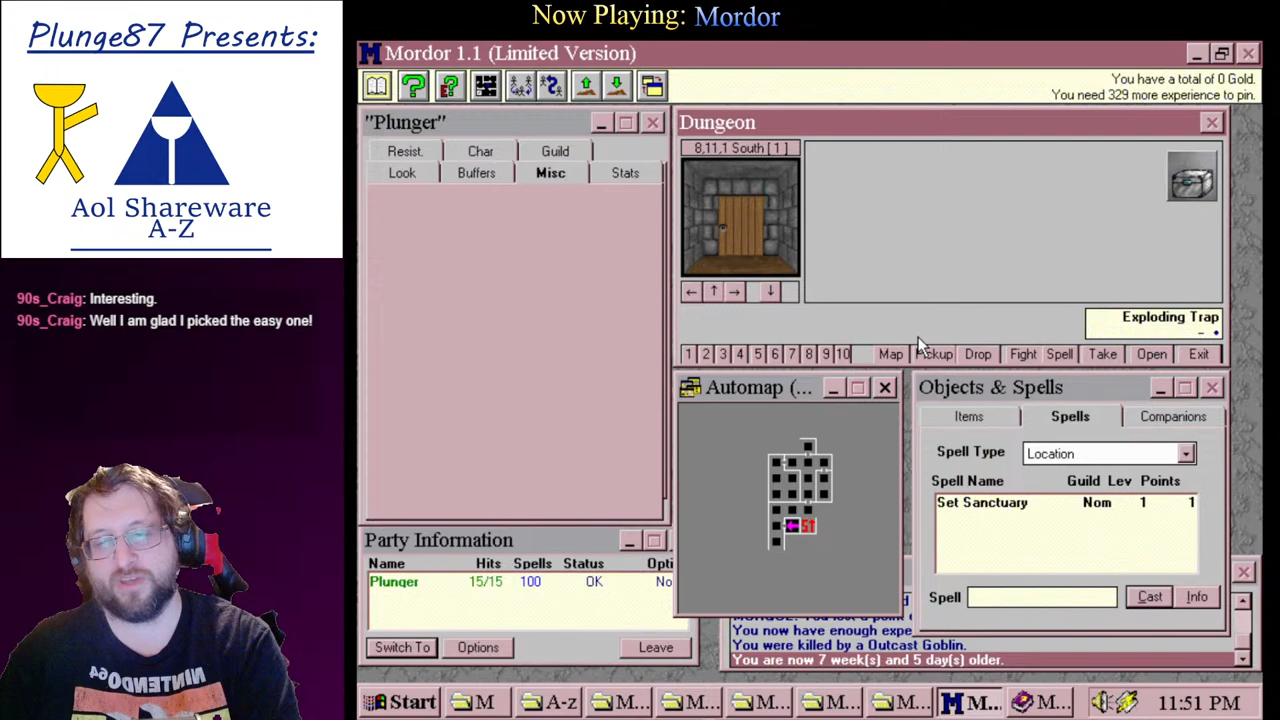 Now Playing: Mordor
Plunge87 Presents:
Aol Shareware
A-Z
90s_Craig: Interesting.
90s_Craig: Well I am glad I picked the easy one!
Mordor 1.1 (Limited Version)
You have a total of 0 Gold.
You need 329 more experience to pin.
"Plunger"
Resist. Char Guild
Look Buffers Misc Stats
Dungeon
8,11,1 South [ 1 ]
Exploding Trap
1 2 3 4 5 6 7 8 9 10 Map Pickup Drop Fight Spell Take Open Exit
Automap (...
Objects & Spells
Items Spells Companions
Spell Type Location
Spell Name Guild Lev Points
Set Sanctuary Nom 1 1
Spell Cast Info
Party Information
Name Hits Spells Status Opti
Plunger 15/15 100 OK No
Switch To Options Leave
You now have enough expe
You were killed by a Outcast Goblin.
You are now 7 week(s) and 5 day(s) older.
NINTENDO64
Start M A-z M... M... M... M... M... M... M... 11:51 PM